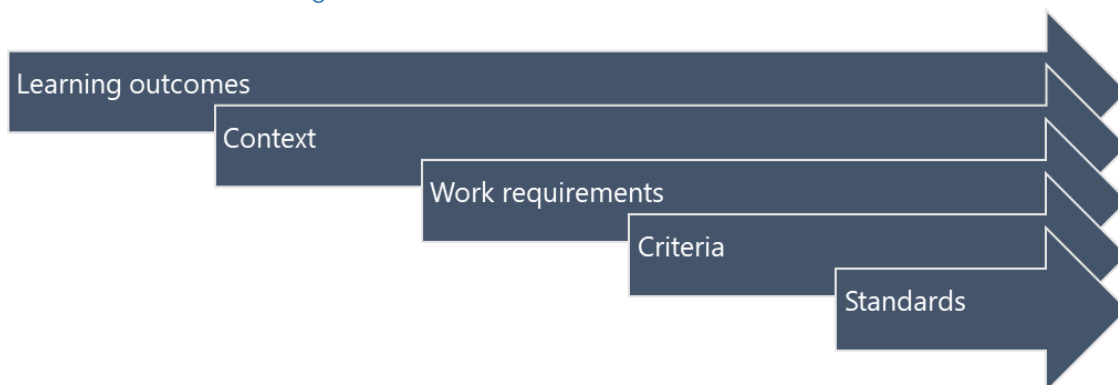 Learning outcomes
Context
Work requirements
Criteria
Standards